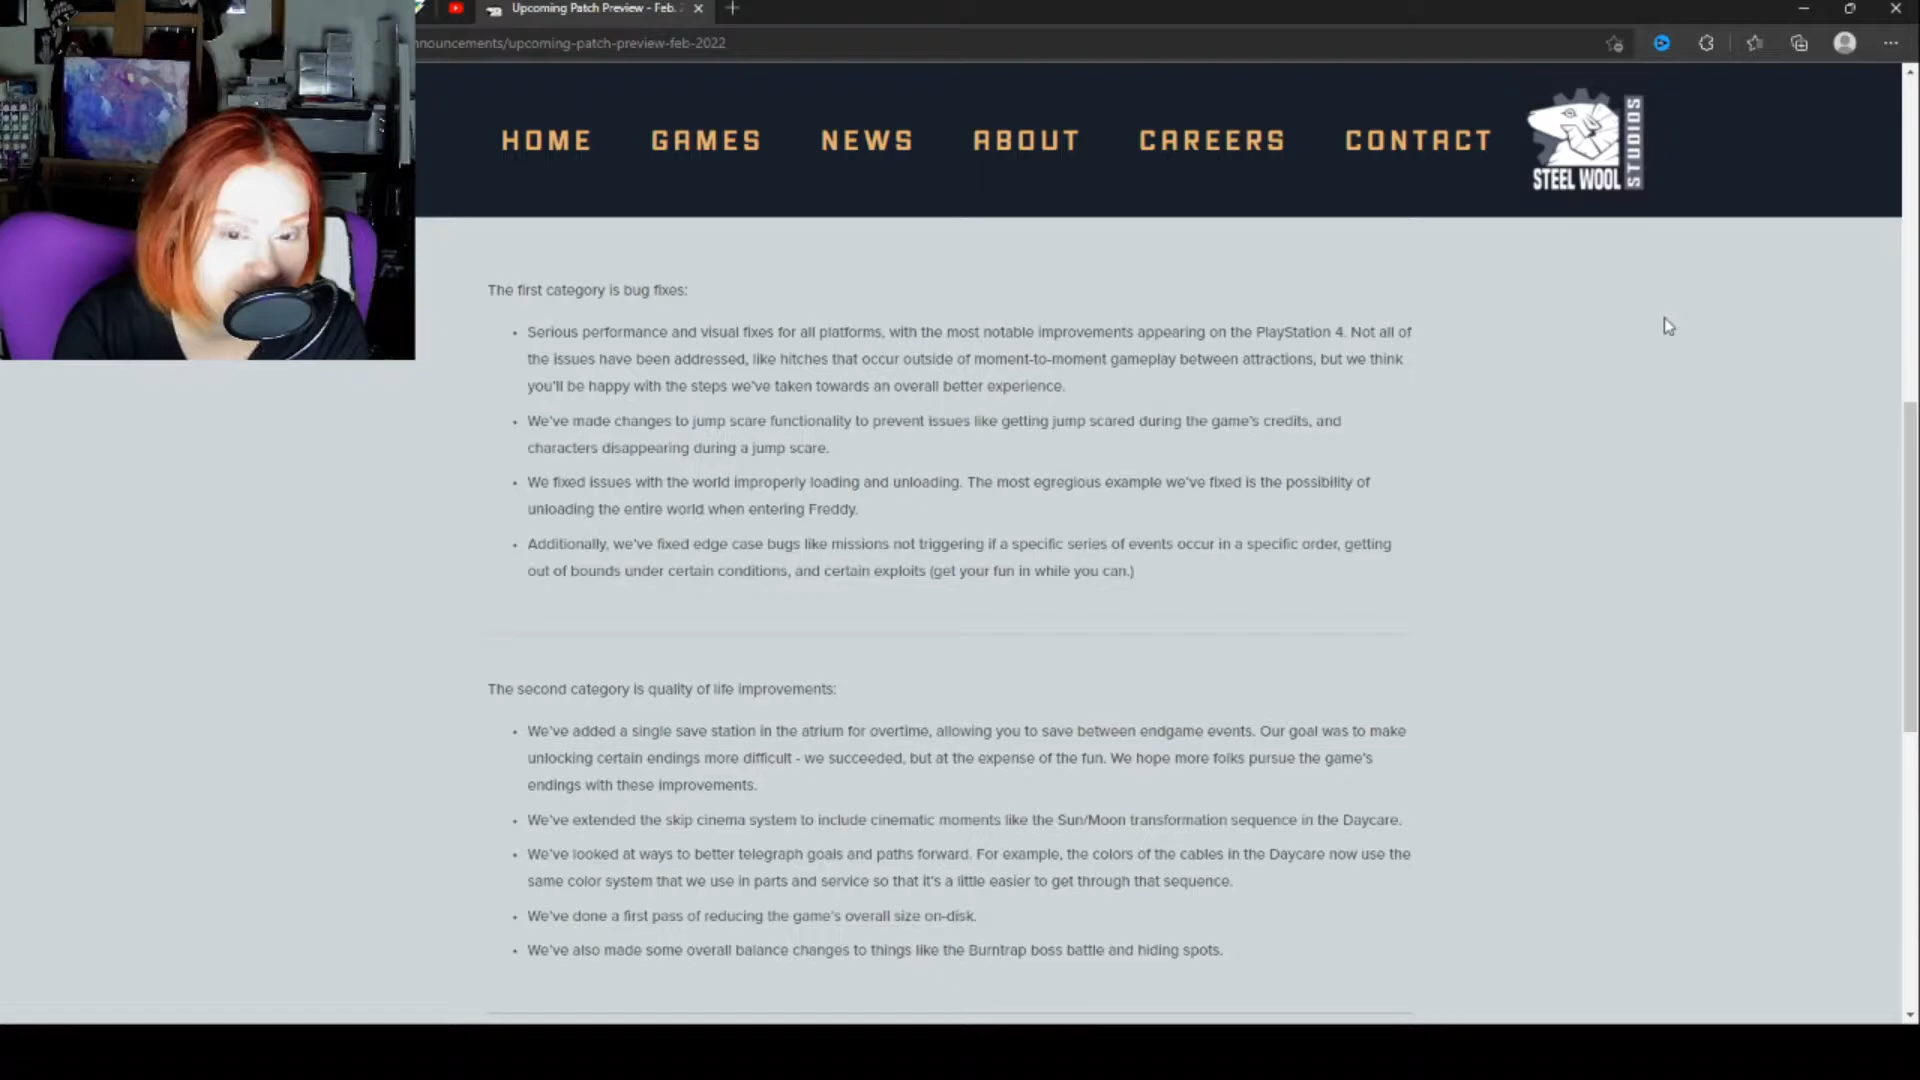 Upcoming Patch Preview - Feb.
nnouncements/upcoming-patch-preview-feb-2022
HOME GAMES NEWS ABOUT CAREERS CONTACT
STEEL WOOL
STUDIOS
The first category is bug fixes:
• Serious performance and visual fixes for all platforms, with the most notable improvements appearing on the PlayStation 4. Not all of
the issues have been addressed, like hitches that occur outside of moment-to-moment gameplay between attractions, but we think
you'll be happy with the steps we've taken towards an overall better experience.
• We've made changes to jump scare functionality to prevent issues like getting jump scared during the game's credits, and
characters disappearing during a jump scare.
• We fixed issues with the world improperly loading and unloading. The most egregious example we've fixed is the possibility of
unloading the entire world when entering Freddy.
• Additionally, we've fixed edge case bugs like missions not triggering if a specific series of events occur in a specific order, getting
out of bounds under certain conditions, and certain exploits (get your fun in while you can.)
The second category is quality of life improvements:
• We've added a single save station in the atrium for overtime, allowing you to save between endgame events. Our goal was to make
unlocking certain endings more difficult - we succeeded, but at the expense of the fun. We hope more folks pursue the game's
endings with these improvements.
• We've extended the skip cinema system to include cinematic moments like the Sun/Moon transformation sequence in the Daycare.
• We've looked at ways to better telegraph goals and paths forward. For example, the colors of the cables in the Daycare now use the
same color system that we use in parts and service so that it's a little easier to get through that sequence.
• We've done a first pass of reducing the game's overall size on-disk.
• We've also made some overall balance changes to things like the Burntrap boss battle and hiding spots.